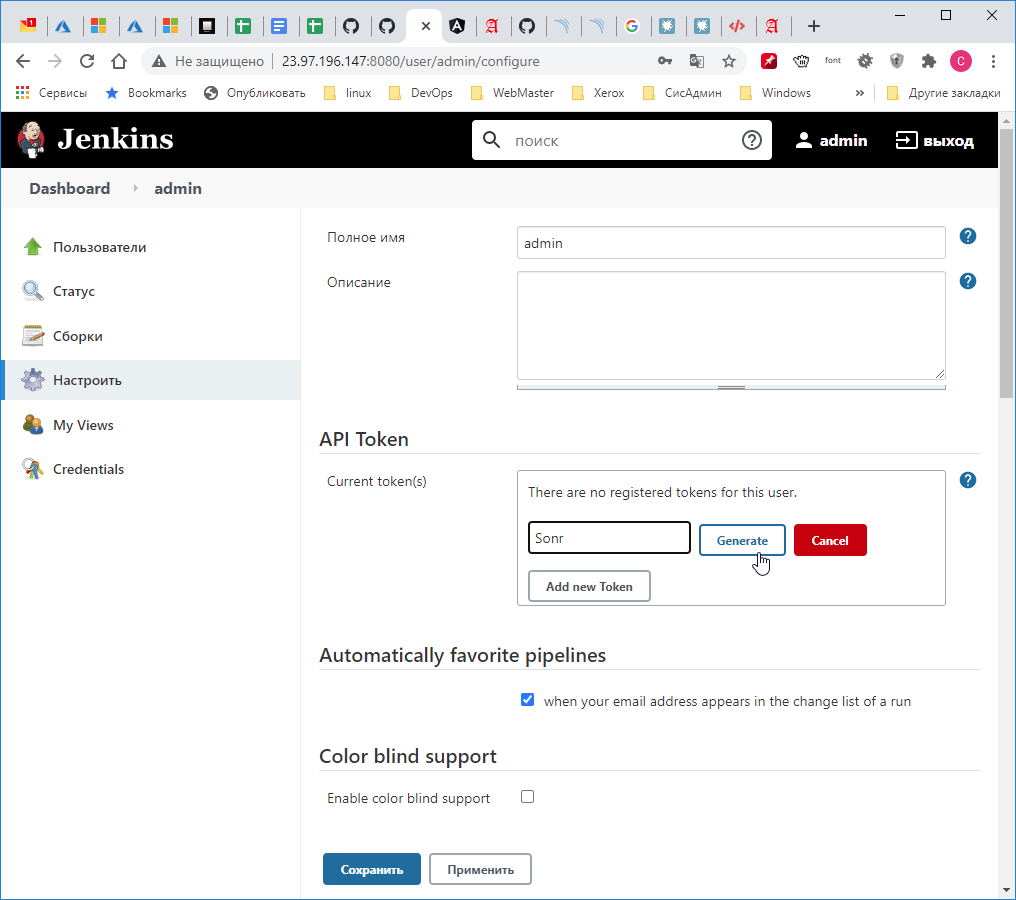 1
Не защищено 23.97.196.147:8080/user/admin/configure font C
Сервисы Bookmarks Опубликовать linux DevOps WebMaster Xerox СисАдмин Windows » Другие закладки
Jenkins поиск admin выход
Dashboard admin
Пользователи
Статус
Сборки
Настроить
My Views
Credentials
Полное имя admin
Описание
API Token
Current token(s) There are no registered tokens for this user.
Sonr Generate Cancel
Add new Token
Automatically favorite pipelines
when your email address appears in the change list of a run
Color blind support
Enable color blind support
Сохранить Применить